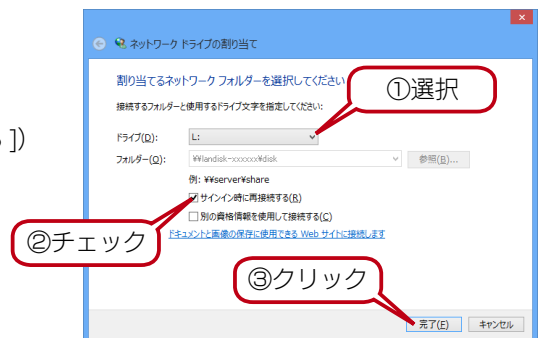 ネットワーク ドライブの割り当て
割り当てるネットワーク フォルダーを選択してください
①選択
接続するフォルダーと使用するドライブ文字を指定してください:
])
ドライブ(D): L:
フォルダー(O): ¥¥landisk-xxxxxx¥disk 参照(B)...
例: ¥¥server¥share
サインイン時に再接続する(R)
別の資格情報を使用して接続する(C)
②チェック
ドキュメントと画像の保存に使用できる Web サイトに接続します
③クリック
完了(F) キャンセル